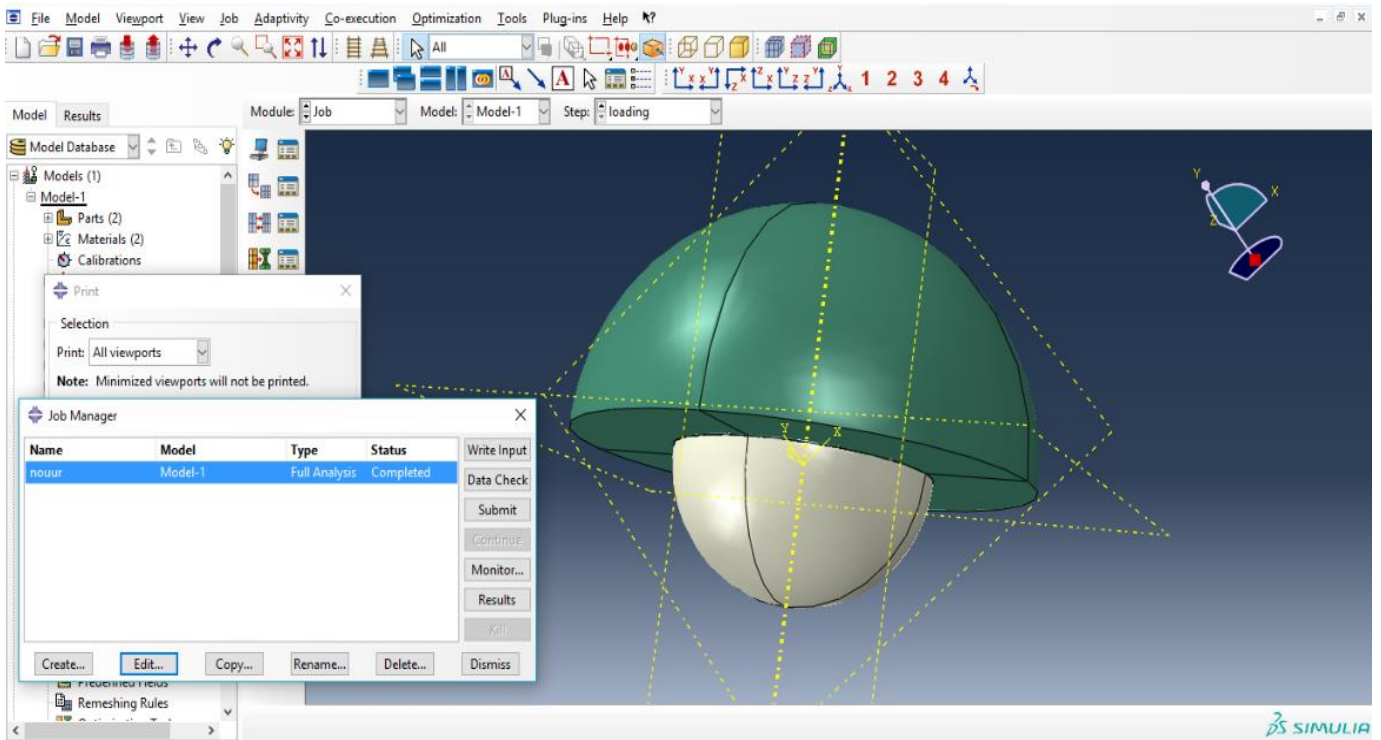 File Model Viewport View Job Adaptivity Co-execution Optimization Tools Plug-ins Help
All
1 2 3 4
Model Results
Module: Job Model: Model-1 Step: loading
Model Database
Models (1)
Model-1
Parts (2)
Materials (2)
Calibrations
Print
Selection
Print: All viewports
Note: Minimized viewports will not be printed.
Job Manager
Name Model Type Status
nouur Model-1 Full Analysis Completed
Write Input
Data Check
Submit
Continue
Monitor...
Results
Kill
Create... Edit... Copy... Rename... Delete... Dismiss
Remeshing Rules
Y
X
Z
Y
X
SIMULIA